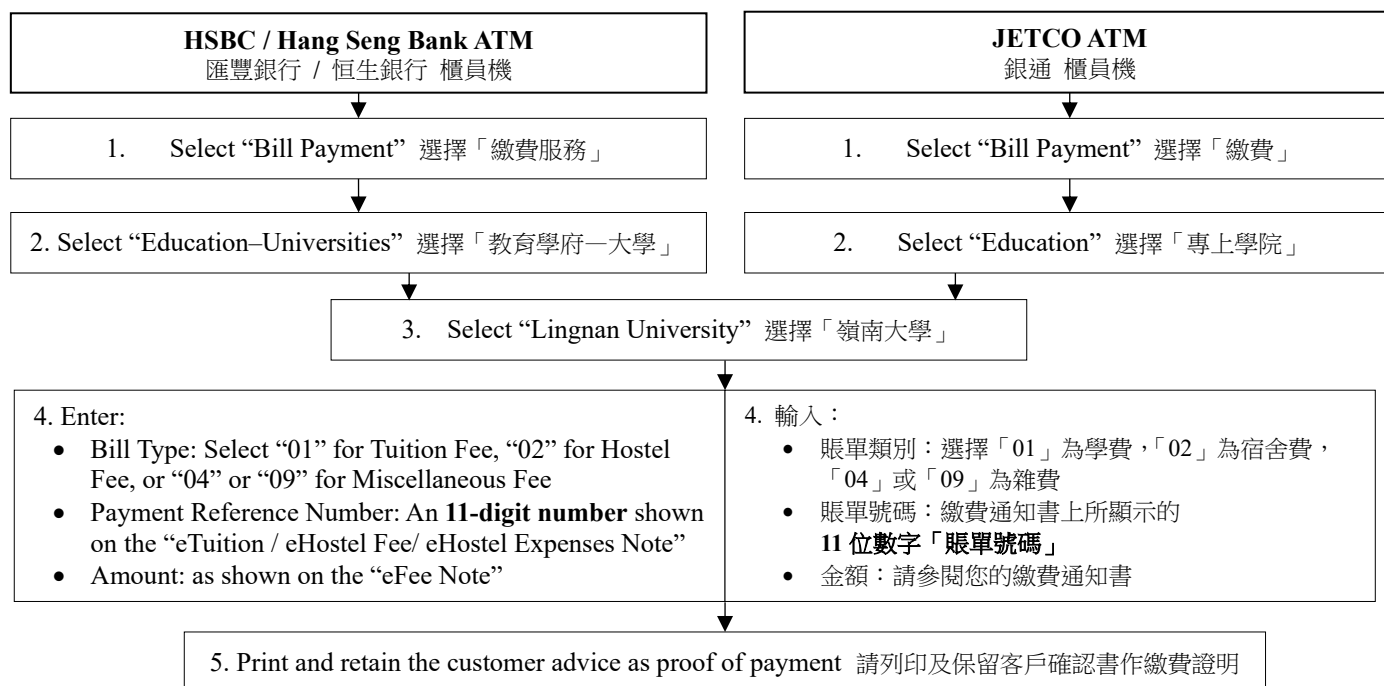 HSBC / Hang Seng Bank ATM
匯豐銀行 / 恒生銀行 櫃員機
1. Select “Bill Payment” 選擇「繳費服務」
2. Select “Education–Universities” 選擇「教育學府—大學」
JETCO ATM
銀通 櫃員機
1. Select “Bill Payment” 選擇「繳費」
2. Select “Education” 選擇「專上學院」
3. Select “Lingnan University” 選擇「嶺南大學」
4. Enter:
• Bill Type: Select “01” for Tuition Fee, “02” for Hostel
Fee, or “04” or “09” for Miscellaneous Fee
• Payment Reference Number: An 11-digit number shown
on the “eTuition / eHostel Fee/ eHostel Expenses Note”
• Amount: as shown on the “eFee Note”
4. 輸入：
• 賬單類別：選擇「01」為學費，「02」為宿舍費，
「04」或「09」為雜費
• 賬單號碼：繳費通知書上所顯示的
11 位數字「賬單號碼」
• 金額：請參閱您的繳費通知書
5. Print and retain the customer advice as proof of payment 請列印及保留客戶確認書作繳費證明